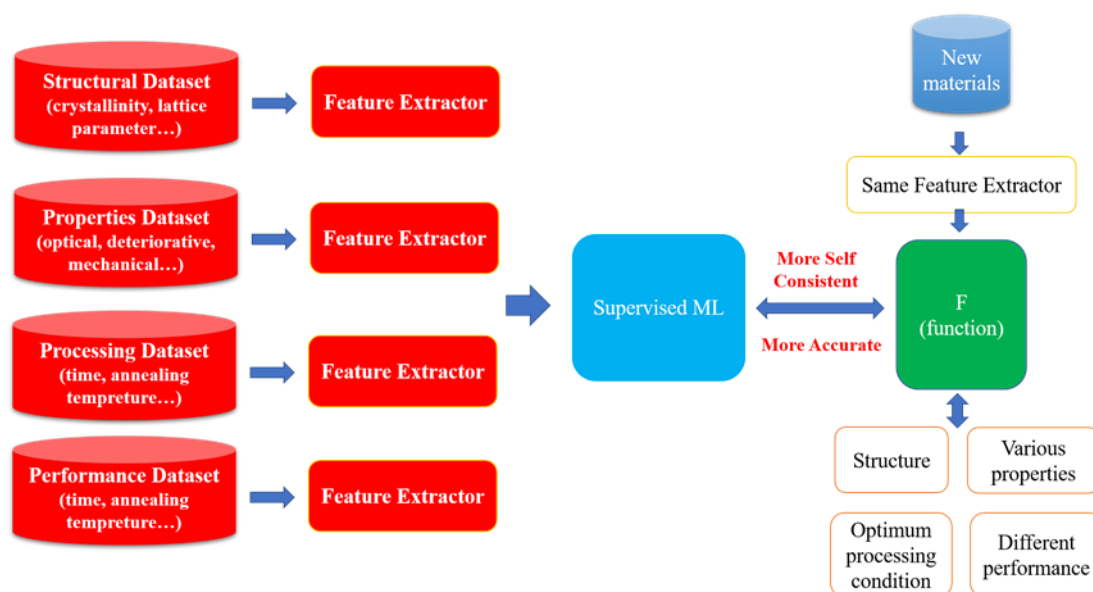 Structural Dataset
(crystallinity, lattice
parameter…)
Feature Extractor
Properties Dataset
(optical, deteriorative,
mechanical…)
Feature Extractor
Processing Dataset
(time, annealing
tempreture…)
Feature Extractor
Performance Dataset
(time, annealing
tempreture…)
Feature Extractor
Supervised ML
More Self
Consistent
More Accurate
New
materials
Same Feature Extractor
F
(function)
Structure
Various
properties
Optimum
processing
condition
Different
performance